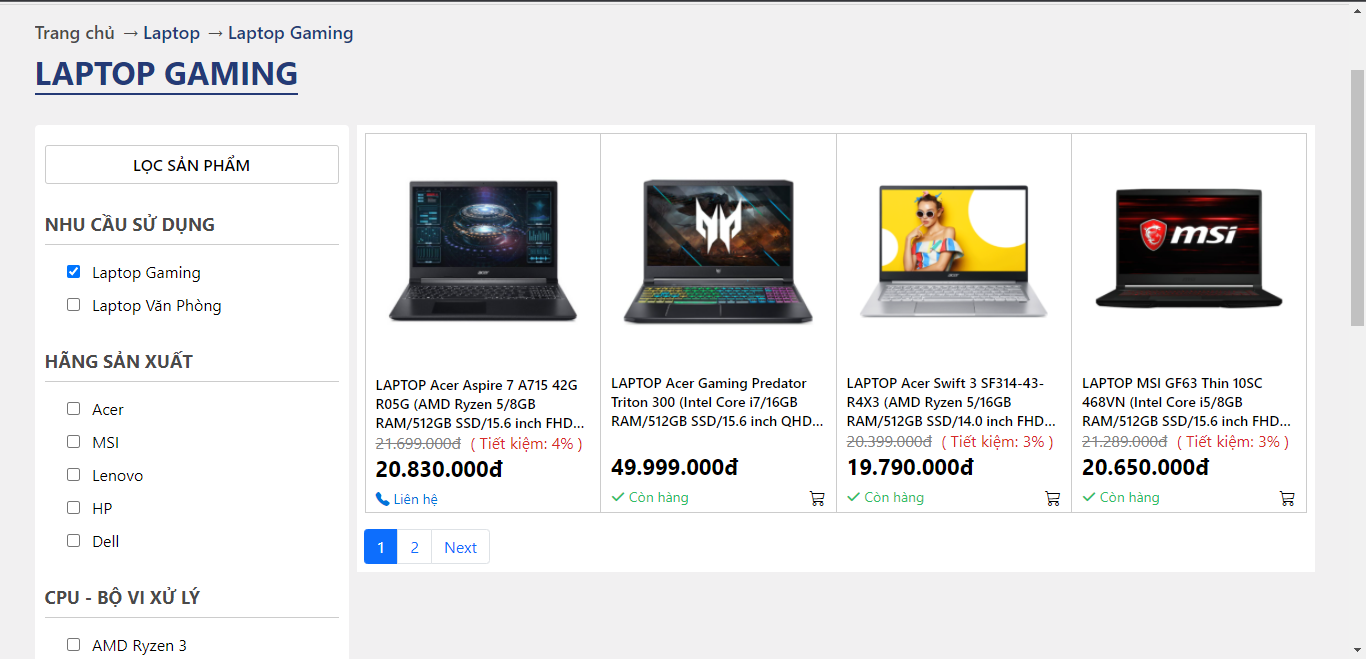 Trang chủ → Laptop → Laptop Gaming
LAPTOP GAMING
LỌC SẢN PHẨM
NHU CẦU SỬ DỤNG
Laptop Gaming
Laptop Văn Phòng
HÃNG SẢN XUẤT
Acer
MSI
Lenovo
HP
Dell
CPU - BỘ VI XỬ LÝ
AMD Ryzen 3
acer
LAPTOP Acer Aspire 7 A715 42G
R05G (AMD Ryzen 5/8GB
RAM/512GB SSD/15.6 inch FHD...
21.699.000đ ( Tiết kiệm: 4% )
20.830.000đ
Liên hệ
LAPTOP Acer Gaming Predator
Triton 300 (Intel Core i7/16GB
RAM/512GB SSD/15.6 inch QHD...
49.999.000đ
Còn hàng
acer
LAPTOP Acer Swift 3 SF314-43-
R4X3 (AMD Ryzen 5/16GB
RAM/512GB SSD/14.0 inch FHD...
20.399.000đ ( Tiết kiệm: 3% )
19.790.000đ
Còn hàng
msi
LAPTOP MSI GF63 Thin 10SC
468VN (Intel Core i5/8GB
RAM/512GB SSD/15.6 inch FHD...
21.289.000đ ( Tiết kiệm: 3% )
20.650.000đ
Còn hàng
1 2 Next